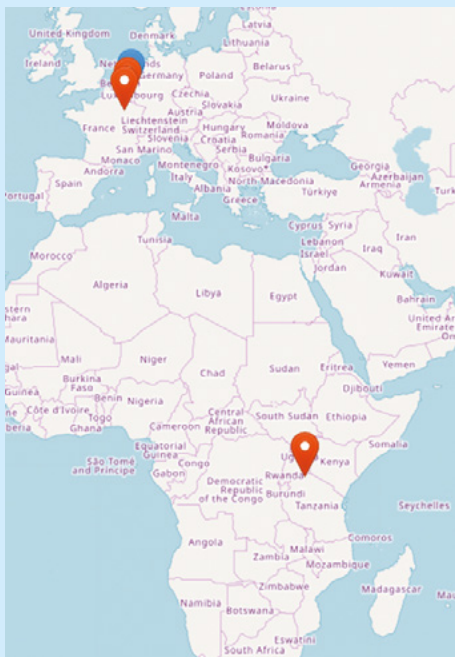 United Kingdom
Denmark
Latvia
Lithuania
Ireland
Belarus
Germany
Poland
Czechia
Ukraine
Slovakia
Austria
Liechtenstein
Moldova
France
Switzerland
Hungary
Slovenia
Croatia
Romania
San Marino
Serbia
Monaco
Bulgaria
Andorra
Montenegro
Kosovo*
Georgia
Spain
Italy
North Macedonia
Azerbaijan
Portugal
Albania
Armenia
Greece
Türkiye
Malta
Cyprus
Syria
Tunisia
Lebanon
Iran
Morocco
Israel
Iraq
Jordan
Kuwait
Algeria
Libya
Egypt
Bahrain
United Ar
Emirate
Mauritania
Mali
Niger
Sudan
Eritrea
Yemen
Chad
Burkina
Faso
Djibouti
Guinea
Benin
Nigeria
Côte d'Ivoire
Togo
Central
African
Republic
South Sudan
Ethiopia
Ghana
Cameroon
Somalia
Equatorial
Guinea
São Tomé
and Príncipe
Congo
Kenya
Gabon
Rwanda
Democratic
Republic
of the Congo
Burundi
Tanzania
Seychelles
Angola
Comoros
Malawi
Zambia
Mozambique
Zimbabwe
Madagascar
Namibia
Botswana
Eswatini
South Africa